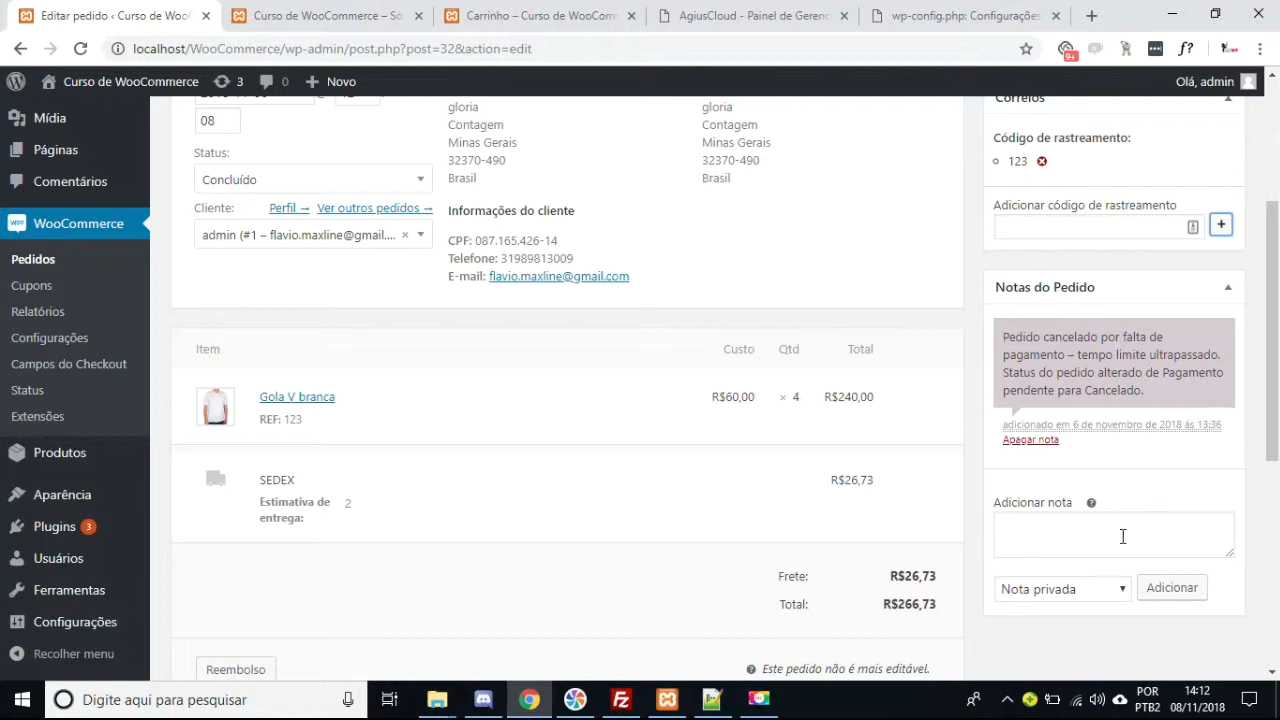 Editar pedido ‹ Curso de WooC
Curso de WooCommerce – Só
Carrinho – Curso de WooCom
AgiusCloud - Painel de Gerenc
wp-config.php: Configurações
localhost/WooCommerce/wp-admin/post.php?post=32&action=edit
9+
f?
Curso de WooCommerce
3
0
Novo
Olá, admin
Mídia
Páginas
Comentários
WooCommerce
Pedidos
Cupons
Relatórios
Configurações
Campos do Checkout
Status
Extensões
Produtos
Aparência
Plugins 3
Usuários
Ferramentas
Configurações
Recolher menu
08
Status:
Concluído
Cliente:
Perfil →
Ver outros pedidos →
admin (#1 – flavio.maxline@gmail.... ×
gloria
Contagem
Minas Gerais
32370-490
Brasil
Informações do cliente
CPF: 087.165.426-14
Telefone: 31989813009
E-mail: flavio.maxline@gmail.com
gloria
Contagem
Minas Gerais
32370-490
Brasil
Item
Custo
Qtd
Total
Gola V branca
REF: 123
R$60,00
× 4
R$240,00
SEDEX
R$26,73
Estimativa de
entrega:
2
Frete:
R$26,73
Total:
R$266,73
Reembolso
Este pedido não é mais editável.
Correios
Código de rastreamento:
123
Adicionar código de rastreamento
+
Notas do Pedido
Pedido cancelado por falta de
pagamento – tempo limite ultrapassado.
Status do pedido alterado de Pagamento
pendente para Cancelado.
adicionado em 6 de novembro de 2018 às 13:36
Apagar nota
Adicionar nota
Nota privada
Adicionar
Digite aqui para pesquisar
POR
PTB2
14:12
08/11/2018